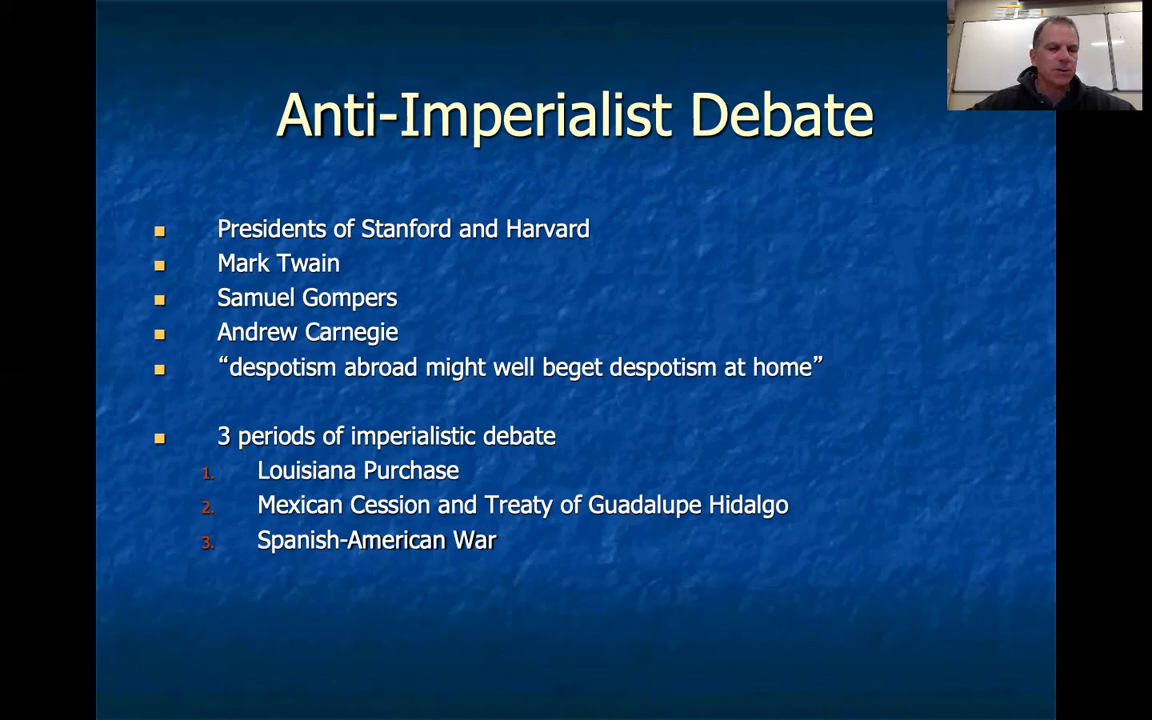 Anti-Imperialist Debate
Presidents of Stanford and Harvard
Mark Twain
Samuel Gompers
Andrew Carnegie
“despotism abroad might well beget despotism at home”
3 periods of imperialistic debate
1. Louisiana Purchase
2. Mexican Cession and Treaty of Guadalupe Hidalgo
3. Spanish-American War